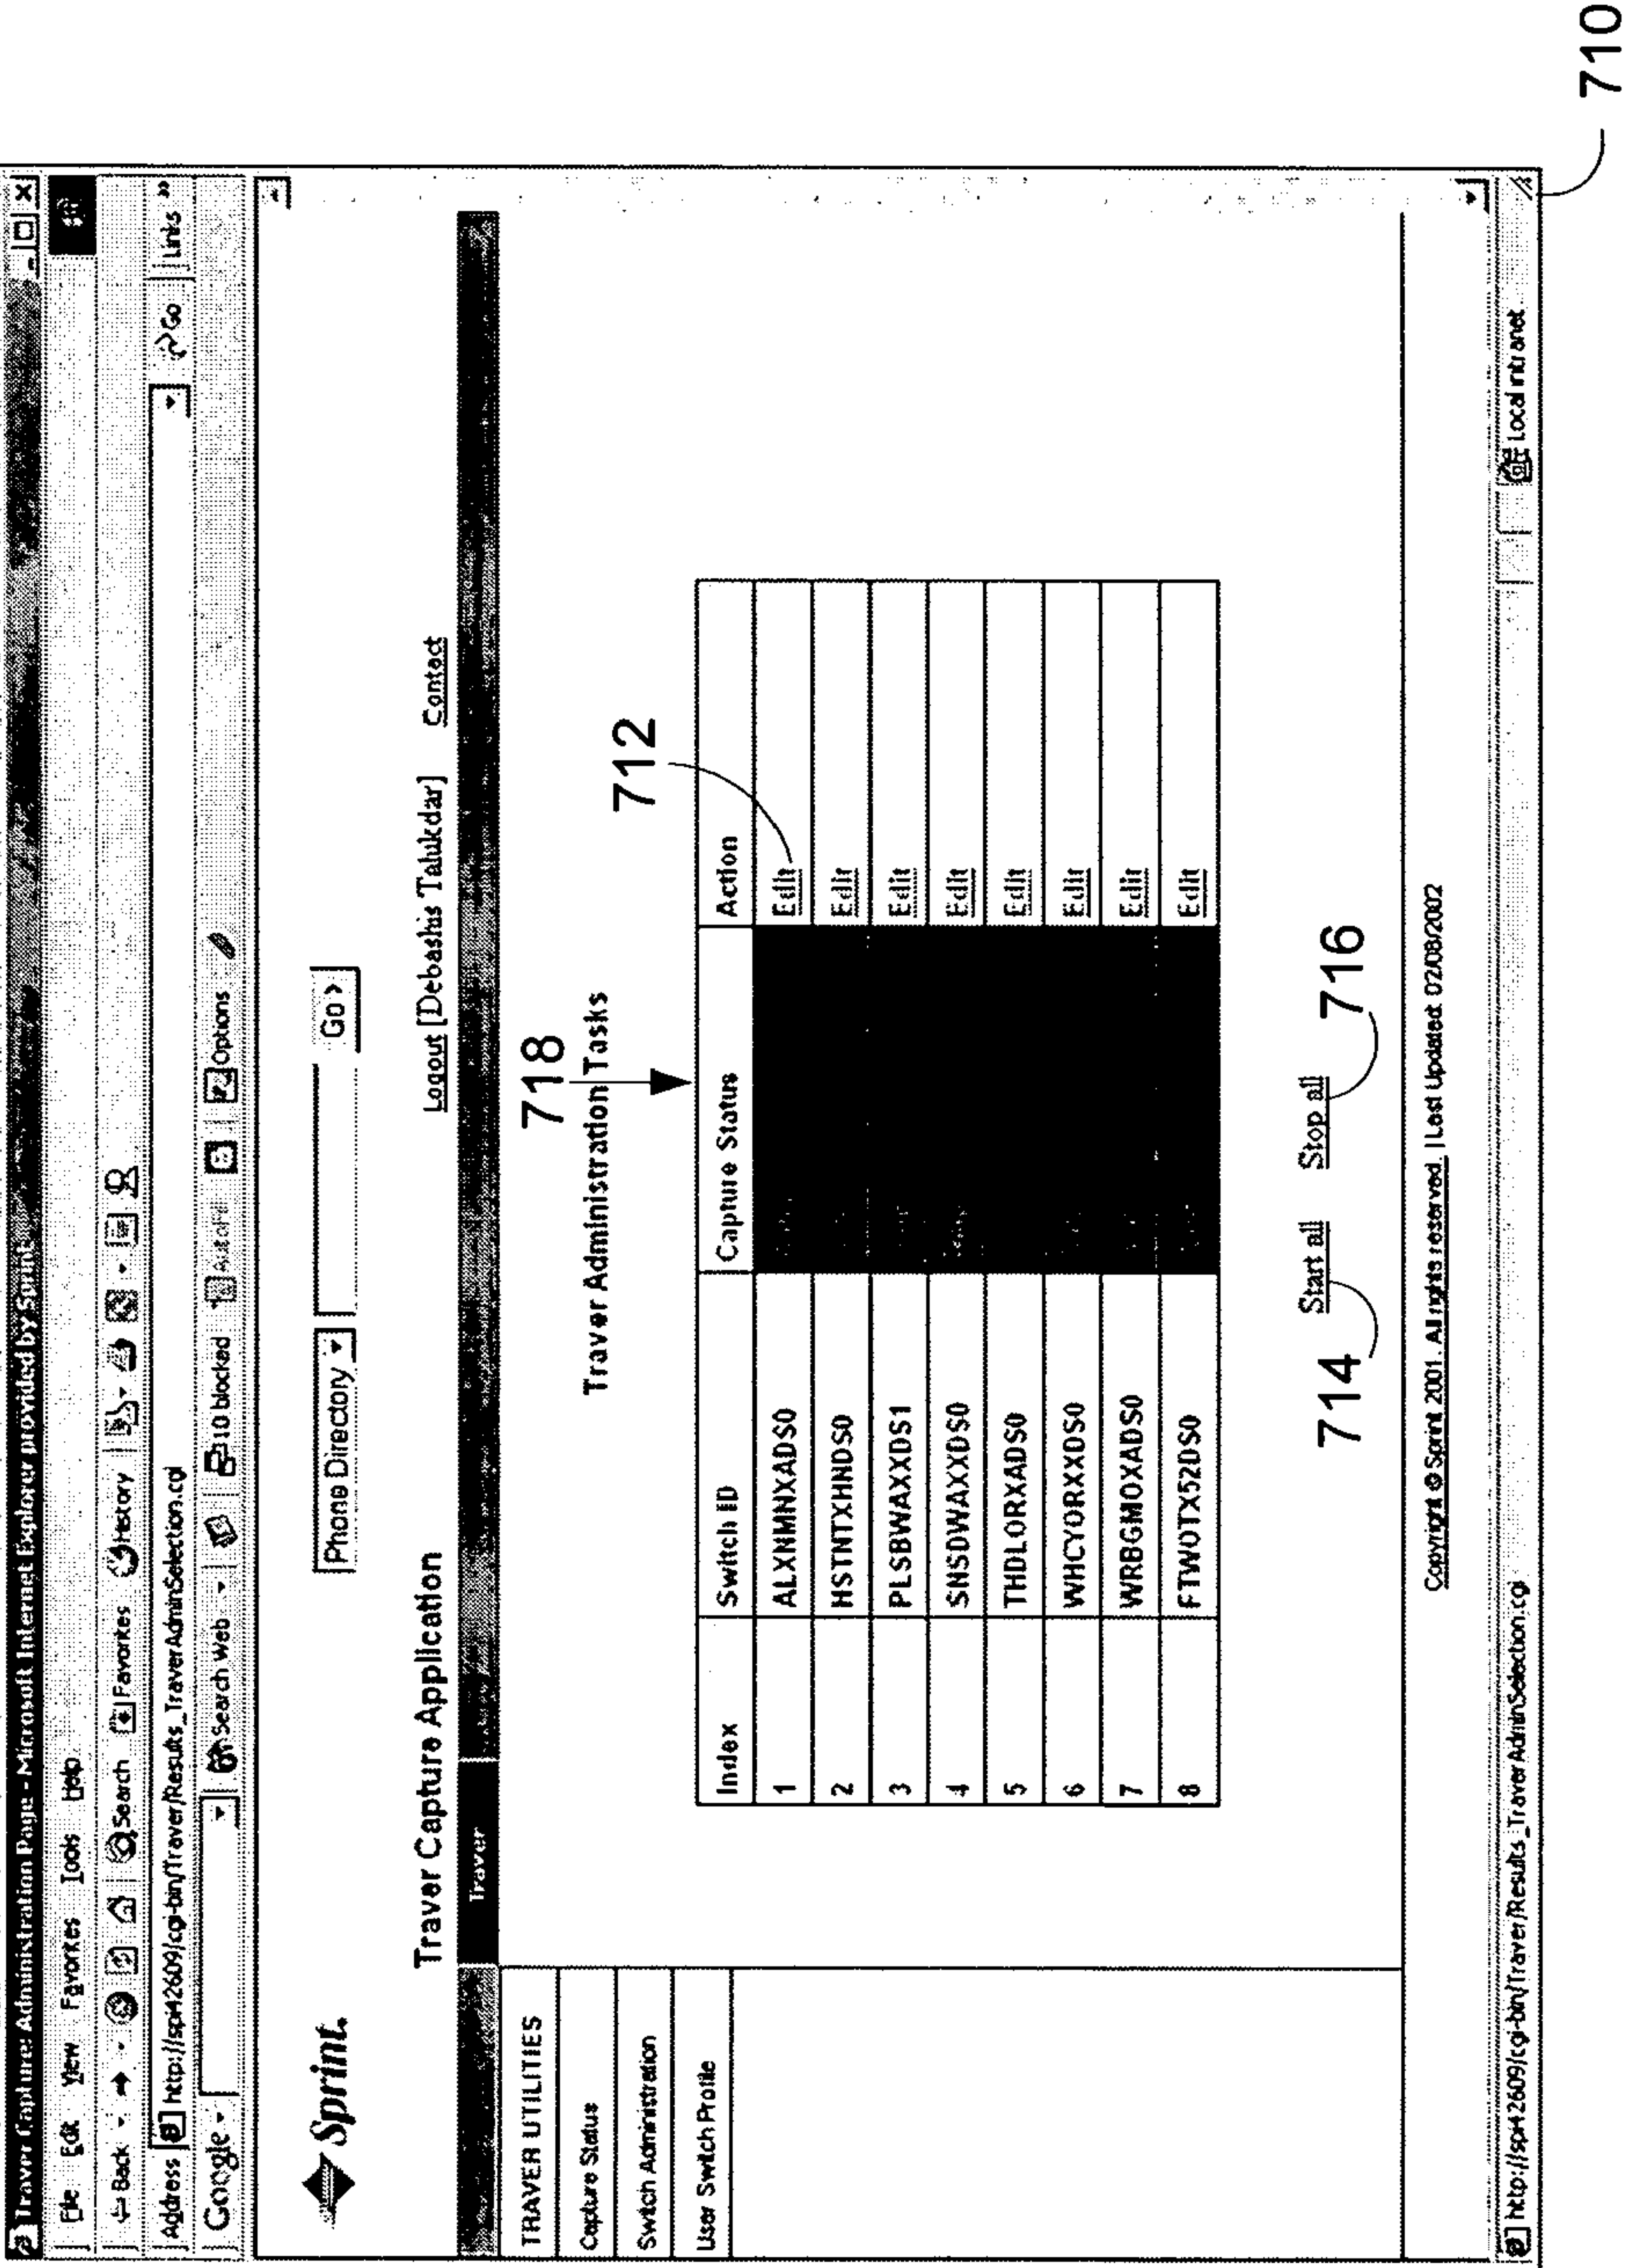 Traver Capture: Administration Page - Microsoft Internet Explorer provided by Sprint
File Edit View Favorites Tools Help
Back Search Favorites History
Address http://spi42609/cgi-bin/Traver/Results_TraverAdminSelection.cgi Go Links »
Google Search Web 10 blocked AutoFill Options
Sprint. Phone Directory Go >
Traver Capture Application Logout [Debashis Talukdar] Contact
Traver
TRAVER UTILITIES
Capture Status
Switch Administration
User Switch Profile
718
Traver Administration Tasks
712
Index Switch ID Capture Status Action
1 ALXNMNXADS0 Edit
2 HSTNTXHNDS0 Edit
3 PLSBWAXXDS1 Edit
4 SNSDWAXXDS0 Edit
5 THDLORXADS0 Edit
6 WHCYORXXDS0 Edit
7 WRBGMOXADS0 Edit
8 FTWOTX52DS0 Edit
Start all Stop all
714 716
Copyright © Sprint 2001. All rights reserved. | Last Updated: 02/08/2002
http://spi42609/cgi-bin/Traver/Results_TraverAdminSelection.cgi Local intranet
710